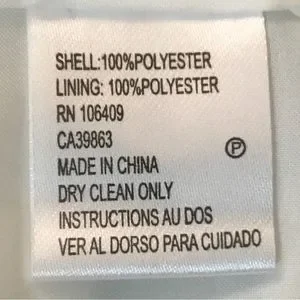 SHELL:100%POLYESTER
LINING: 100%POLYESTER
RN 106409
CA39863
MADE IN CHINA
P
DRY CLEAN ONLY
INSTRUCTIONS AU DOS
VER AL DORSO PARA CUIDADO